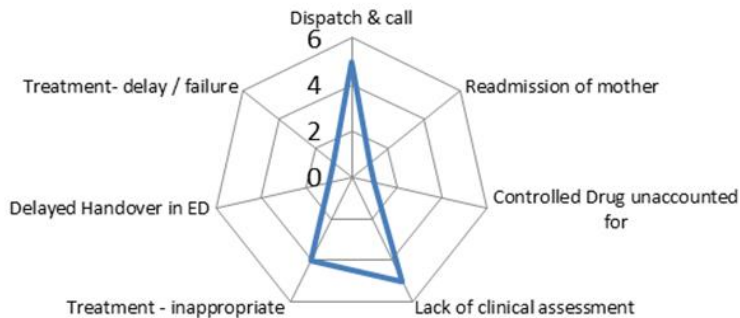 Dispatch & call
6
Treatment- delay / failure
4
Readmission of mother
2
0
Delayed Handover in ED
Controlled Drug unaccounted
for
Treatment - inappropriate
Lack of clinical assessment